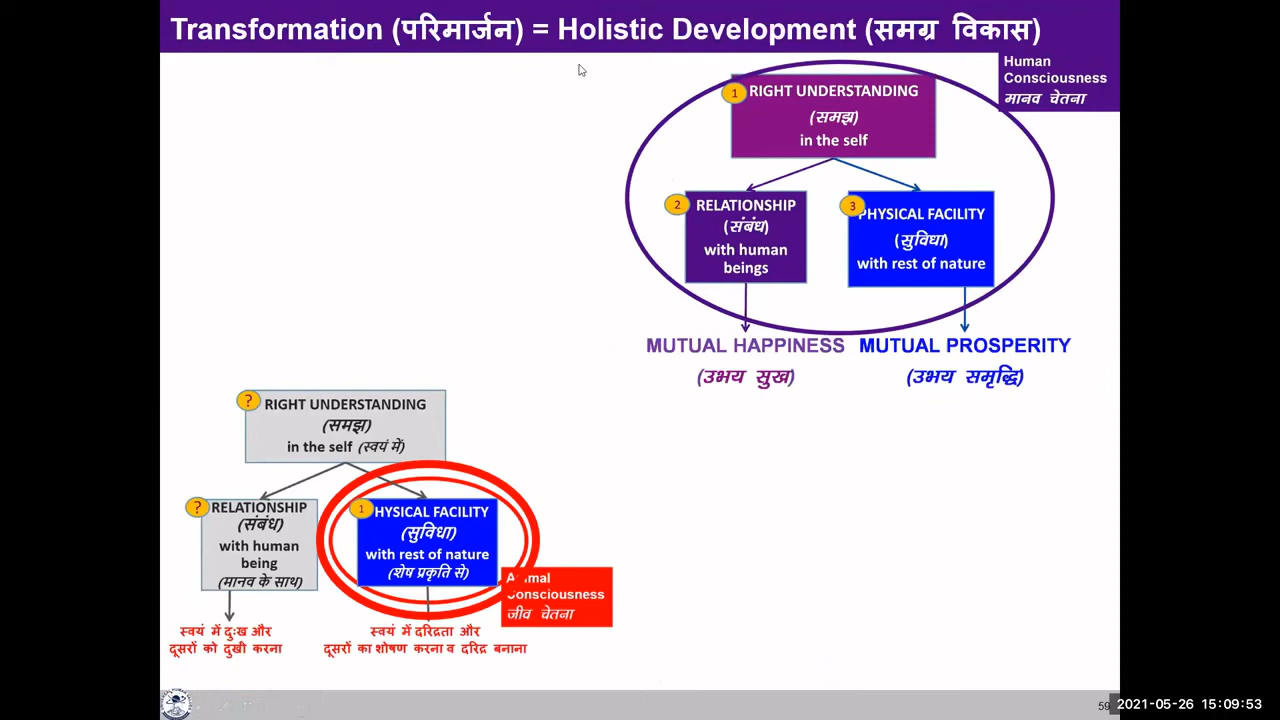 Transformation (परिमार्जन) = Holistic Development (समग्र विकास)
Human
Consciousness
मानव चेतना
1
RIGHT UNDERSTANDING
(समझ)
in the self
2
RELATIONSHIP
(संबंध)
with human
beings
3
PHYSICAL FACILITY
(सुविधा)
with rest of nature
MUTUAL HAPPINESS
(उभय सुख)
MUTUAL PROSPERITY
(उभय समृद्धि)
?
RIGHT UNDERSTANDING
(समझ)
in the self (स्वयं में)
?
RELATIONSHIP
(संबंध)
with human
being
(मानव के साथ)
1
HYSICAL FACILITY
(सुविधा)
with rest of nature
(शेष प्रकृति से)
Animal
Consciousness
जीव चेतना
स्वयं में दुःख और
दूसरों को दुखी करना
स्वयं में दरिद्रता और
दूसरों का शोषण करना व दरिद्र बनाना
59
2021-05-26 15:09:53